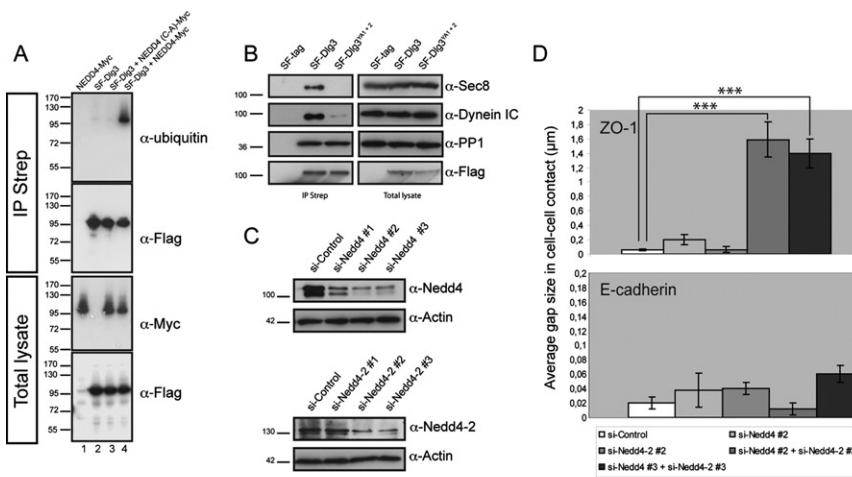 A
NEDD4-Myc
SF-Dlg3
SF-Dlg3 + NEDD4 (C-A)-Myc
SF-Dlg3 + NEDD4-Myc
IP Strep
170
130
95
72
55
α-ubiquitin
170
130
95
72
55
α-Flag
Total lysate
170
130
95
72
55
α-Myc
170
130
95
72
55
α-Flag
1 2 3 4
B
SF-tag
SF-Dlg3
SF-tag
SF-Dlg3
100
α-Sec8
100
α-Dynein IC
36
α-PP1
100
α-Flag
IP Strep
Total lysate
C
si-Control
si-Nedd4 #1
si-Nedd4 #2
si-Nedd4 #3
100
α-Nedd4
42
α-Actin
si-Control
si-Nedd4-2 #1
si-Nedd4-2 #2
si-Nedd4-2 #3
130
α-Nedd4-2
42
α-Actin
D
Average gap size in cell-cell contact (μm)
***
***
ZO-1
2
1,8
1,6
1,4
1,2
1
0,8
0,6
0,4
0,2
0
E-cadherin
0,2
0,18
0,16
0,14
0,12
0,1
0,08
0,06
0,04
0,02
0
si-Control
si-Nedd4 #2
si-Nedd4-2 #2
si-Nedd4 #2 + si-Nedd4-2 #2
si-Nedd4 #3 + si-Nedd4-2 #3